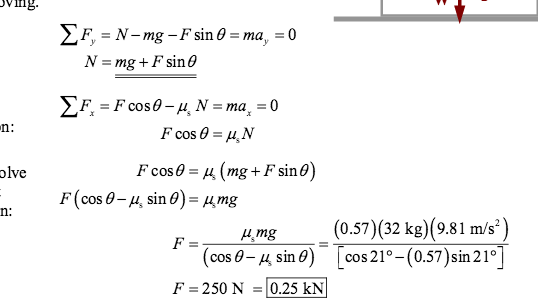 oving.
∑F_y = N − mg − F sin θ = ma_y = 0
N = mg + F sin θ
∑F_x = F cos θ − μ_s N = ma_x = 0
on:
F cos θ = μ_s N
olve
F cos θ = μ_s (mg + F sin θ)
F(cos θ − μ_s sin θ) = μ_s mg
n:
F = μ_s mg / (cos θ − μ_s sin θ) = (0.57)(32 kg)(9.81 m/s²) / [cos 21° − (0.57) sin 21°]
F = 250 N = 0.25 kN